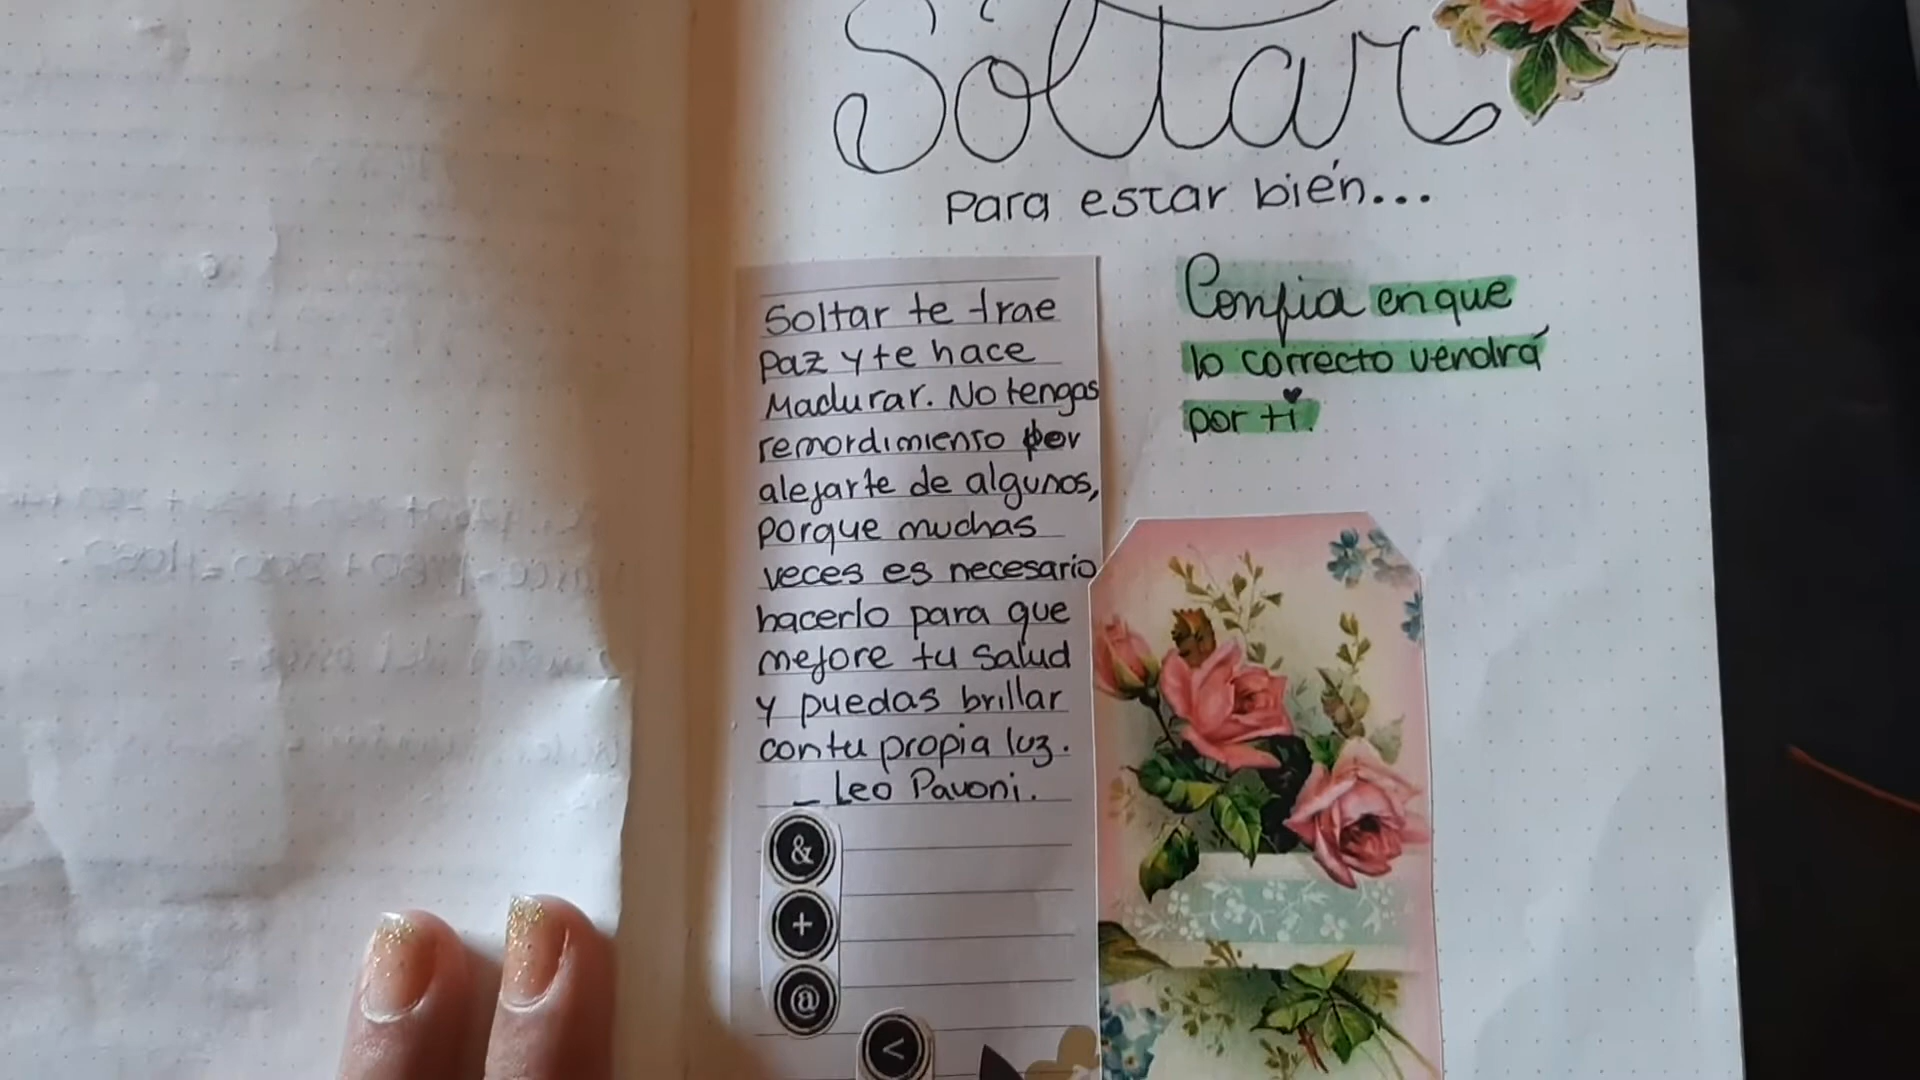 Soltar
para estar bién...
Soltar te trae
paz y te hace
Madurar. No tengas
remordimiento por
alejarte de algunos,
porque muchas
veces es necesario
hacerlo para que
mejore tu salud
y puedas brillar
con tu propia luz.
_ Leo Pavoni.
Confia en que
lo correcto vendrá
por ti.
&
+
@
<